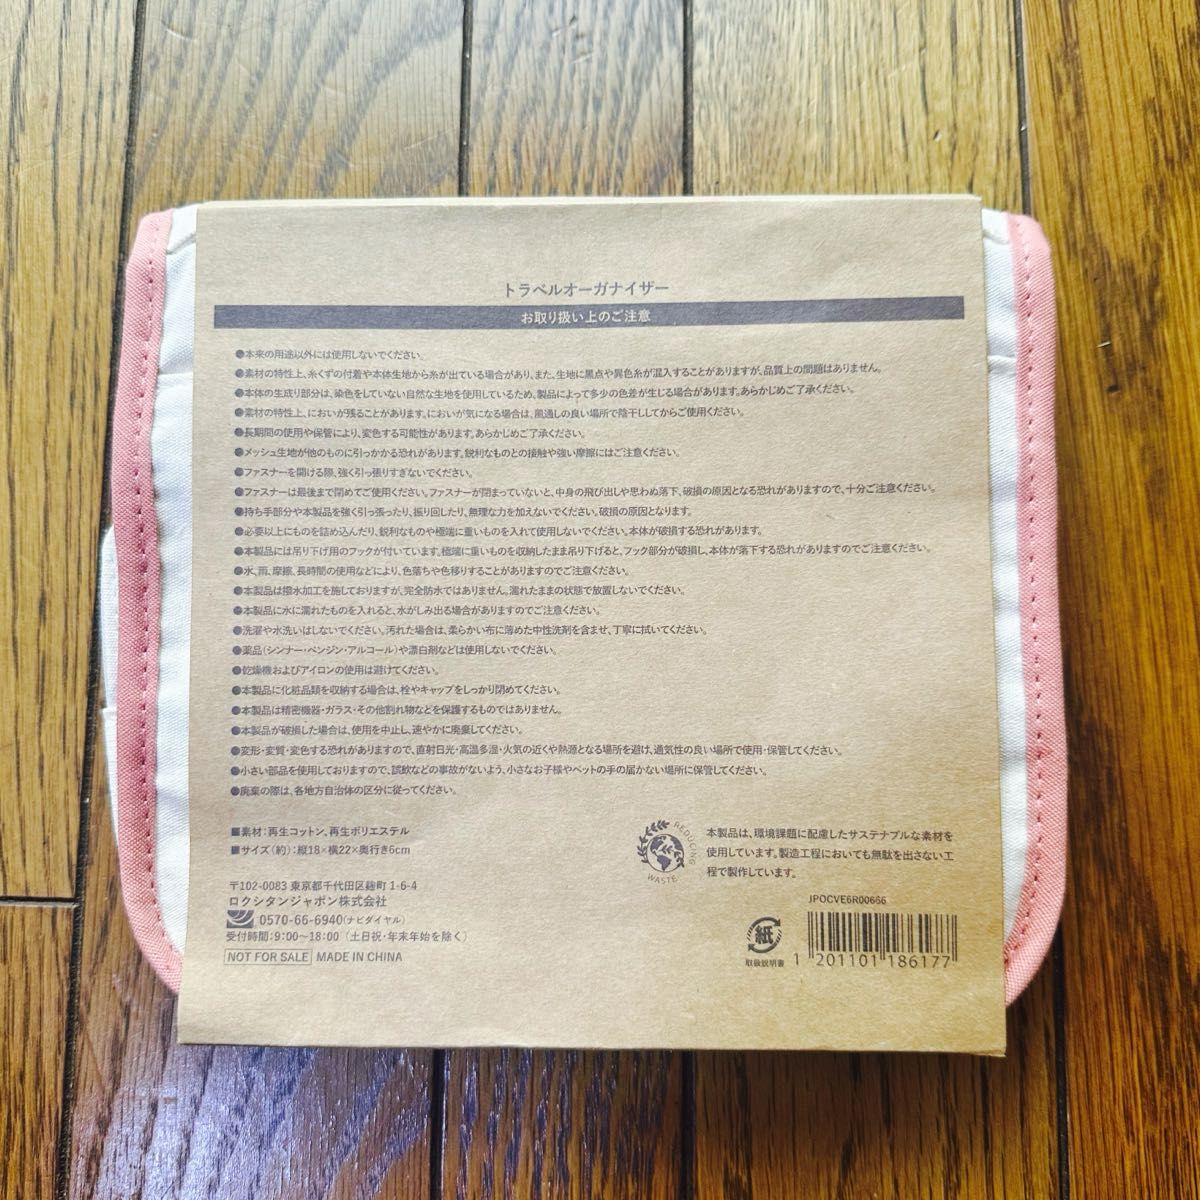 トラベルオーガナイザー
お取り扱い上のご注意
●本来の用途以外には使用しないでください。
●素材の特性上、糸くずの付着や本体生地から糸が出ている場合があり、また、生地に黒点や異色糸が混入することがありますが、品質上の問題はありません。
●本体の生成り部分は、染色をしていない自然な生地を使用しているため、製品によって多少の色差が生じる場合があります。あらかじめご了承ください。
●素材の特性上、においが残ることがあります。においが気になる場合は、風通しの良い場所で陰干ししてからご使用ください。
●長期間の使用や保管により、変色する可能性があります。あらかじめご了承ください。
●メッシュ生地が他のものに引っかかる恐れがあります。鋭利なものとの接触や強い摩擦にはご注意ください。
●ファスナーを開ける際、強く引っ張りすぎないでください。
●ファスナーは最後まで閉めてご使用ください。ファスナーが閉まっていないと、中身の飛び出しや思わぬ落下、破損の原因となる恐れがありますので、十分ご注意ください。
●持ち手部分や本製品を強く引っ張ったり、振り回したり、無理な力を加えないでください。破損の原因となります。
●必要以上にものを詰め込んだり、鋭利なものや極端に重いものを入れて使用しないでください。本体が破損する恐れがあります。
●本製品には吊り下げ用のフックが付いています。極端に重いものを収納したまま吊り下げると、フック部分が破損し、本体が落下する恐れがありますのでご注意ください。
●水、雨、摩擦、長時間の使用などにより、色落ちや色移りすることがありますのでご注意ください。
●本製品は撥水加工を施しておりますが、完全防水ではありません。濡れたままの状態で放置しないでください。
●本製品に水に濡れたものを入れると、水がしみ出る場合がありますのでご注意ください。
●洗濯や水洗いはしないでください。汚れた場合は、柔らかい布に薄めた中性洗剤を含ませ、丁寧に拭いてください。
●薬品(シンナー・ベンジン・アルコール)や漂白剤などは使用しないでください。
●乾燥機およびアイロンの使用は避けてください。
●本製品に化粧品類を収納する場合は、栓やキャップをしっかり閉めてください。
●本製品は精密機器・ガラス・その他割れ物などを保護するものではありません。
●本製品が破損した場合は、使用を中止し、速やかに廃棄してください。
●変形・変質・変色する恐れがありますので、直射日光・高温多湿・火気の近くや熱源となる場所を避け、通気性の良い場所で使用・保管してください。
●小さい部品を使用しておりますので、誤飲などの事故がないよう、小さなお子様やペットの手の届かない場所に保管してください。
●廃棄の際は、各地方自治体の区分に従ってください。
■素材：再生コットン、再生ポリエステル
■サイズ(約)：縦18×横22×奥行き6cm
〒102-0083 東京都千代田区麹町 1-6-4
ロクシタンジャポン株式会社
0570-66-6940(ナビダイヤル)
受付時間：9:00〜18:00（土日祝・年末年始を除く）
NOT FOR SALE MADE IN CHINA
REDUCING WASTE
本製品は、環境課題に配慮したサステナブルな素材を
使用しています。製造工程においても無駄を出さない工
程で製作しています。
JPOCVE6R00666
紙
取扱説明書
1 201101 186177